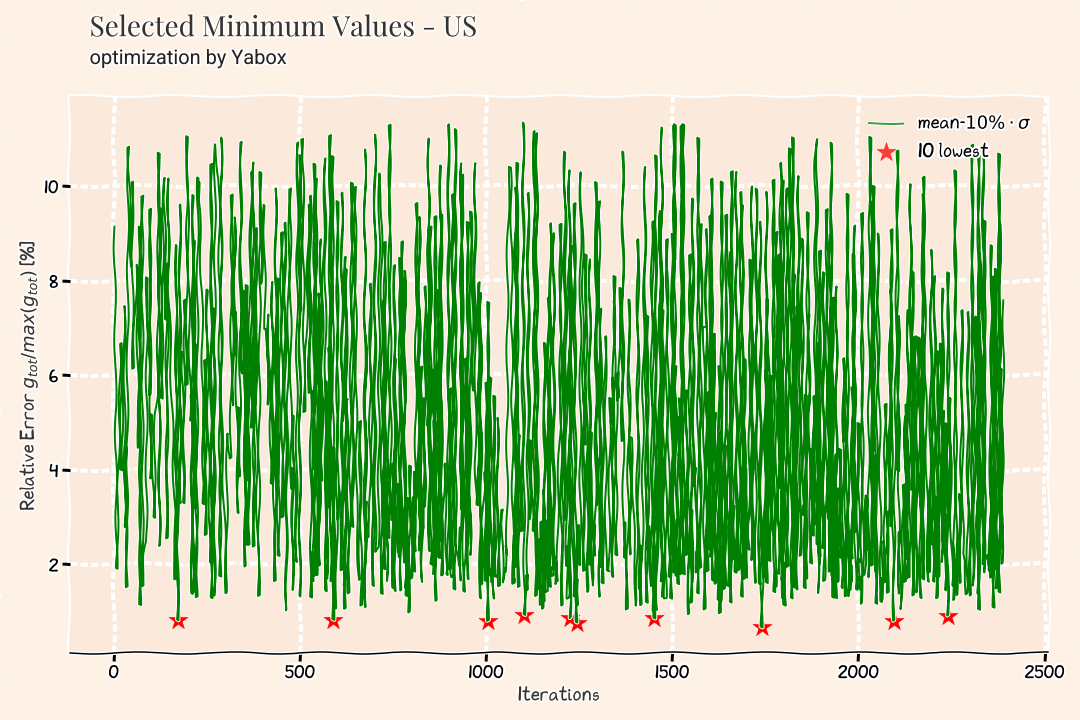 Selected Minimum Values - US
optimization by Yabox
mean-10% · σ
10 lowest
Relative Error g_tot/max(g_tot) [%]
10
8
6
4
2
0 500 1000 1500 2000 2500
Iterations